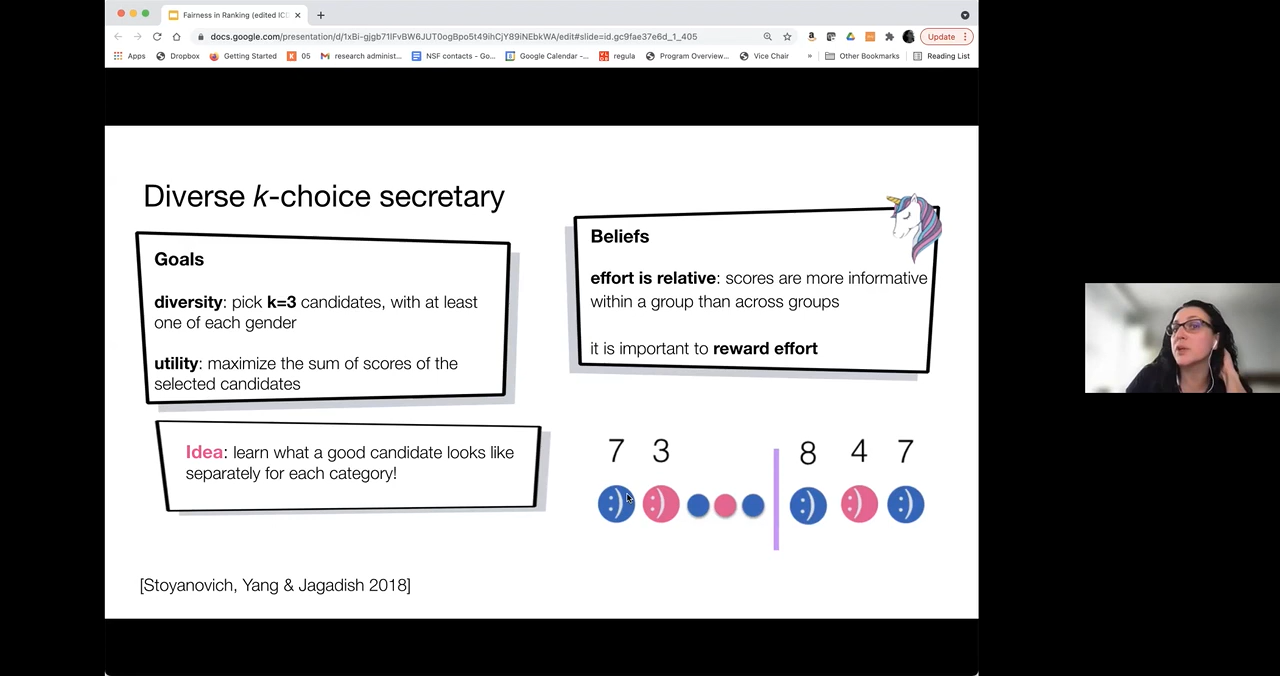 Fairness in Ranking (edited ICD
docs.google.com/presentation/d/1xBi-gjgb71lFvBW6JUT0ogBpo5t49ihCjY89iNEbkWA/edit#slide=id.gc9fae37e6d_1_405
Update
Apps Dropbox Getting Started 05 research administ... NSF contacts - Go... Google Calendar -... regula Program Overview... Vice Chair » Other Bookmarks Reading List
Diverse k-choice secretary
Goals
diversity: pick k=3 candidates, with at least
one of each gender
utility: maximize the sum of scores of the
selected candidates
Beliefs
effort is relative: scores are more informative
within a group than across groups
it is important to reward effort
Idea: learn what a good candidate looks like
separately for each category!
7 3 8 4 7
:) :) :) :) :)
[Stoyanovich, Yang & Jagadish 2018]